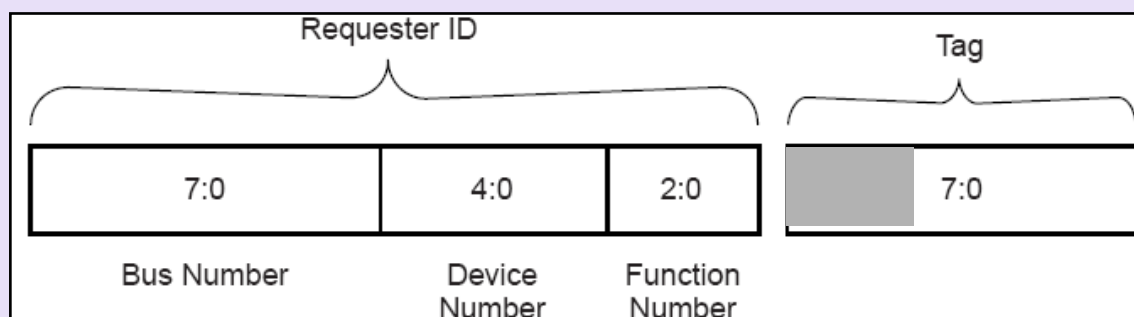 Requester ID
Tag
7:0
4:0
2:0
7:0
Bus Number
Device
Number
Function
Number